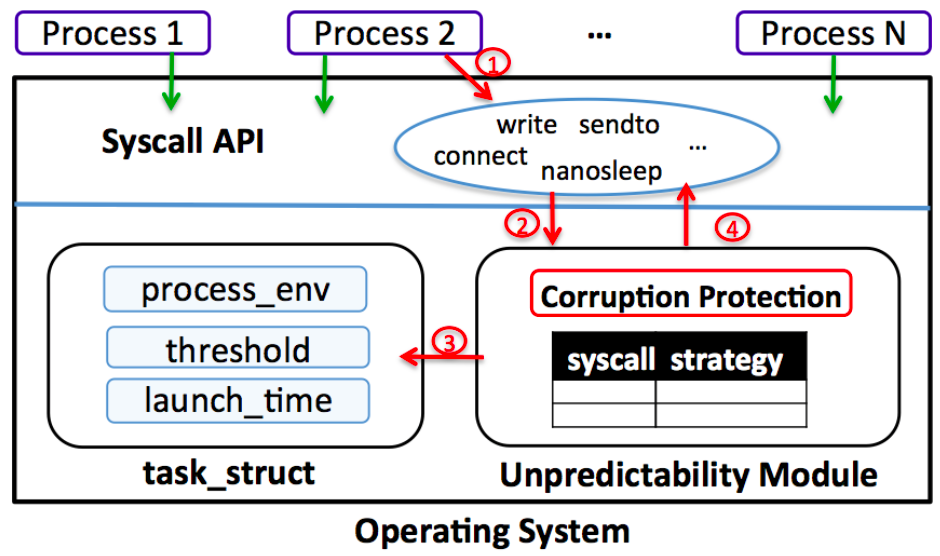 Process 1
Process 2
...
Process N
1
Syscall API
write sendto
connect
...
nanosleep
2
4
process_env
threshold
launch_time
task_struct
3
Corruption Protection
syscall strategy
Unpredictability Module
Operating System